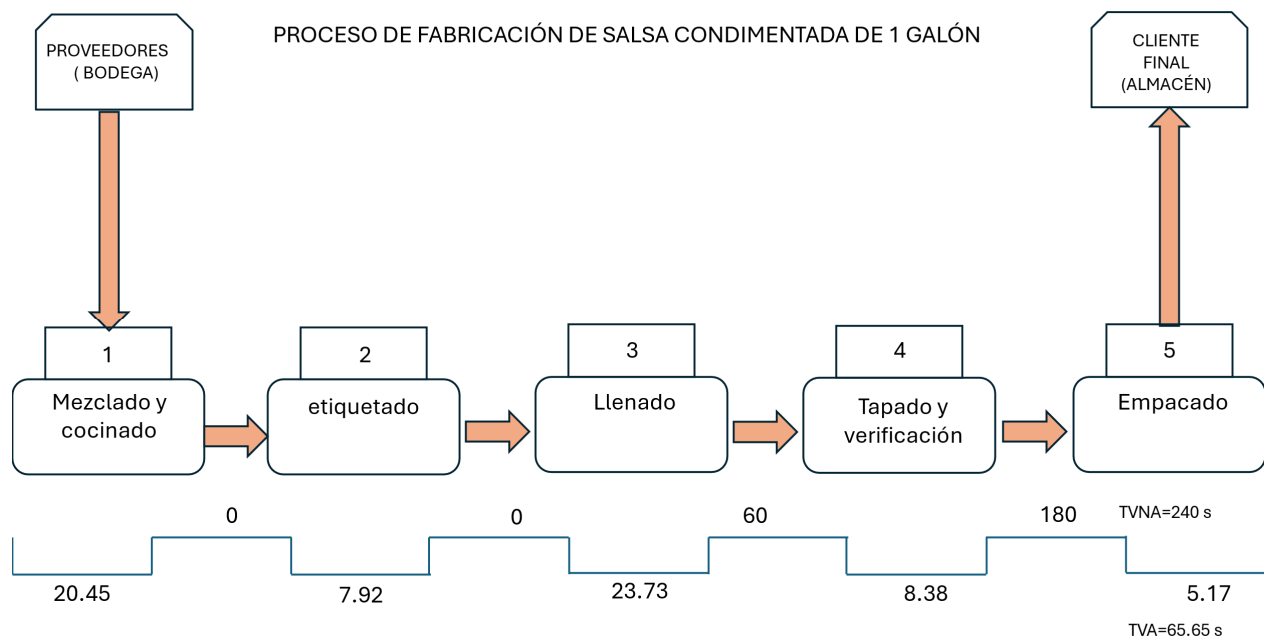 PROCESO DE FABRICACIÓN DE SALSA CONDIMENTADA DE 1 GALÓN
PROVEEDORES
( BODEGA)
CLIENTE
FINAL
(ALMACÉN)
1
Mezclado y
cocinado
2
etiquetado
3
Llenado
4
Tapado y
verificación
5
Empacado
0
0
60
180
TVNA=240 s
20.45
7.92
23.73
8.38
5.17
TVA=65.65 s